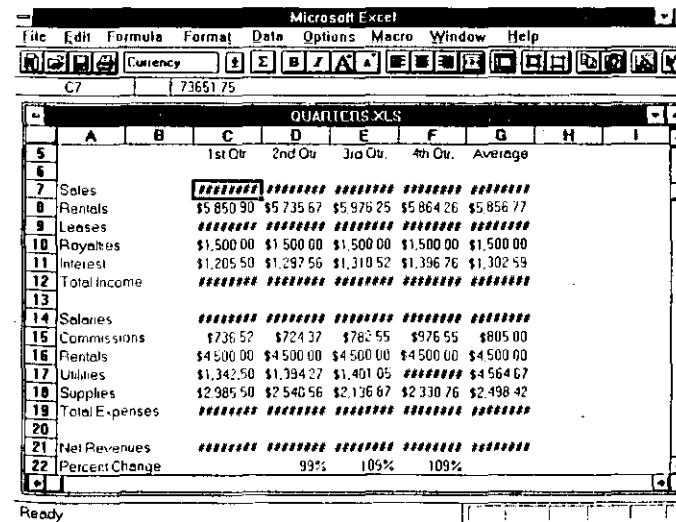 Microsoft Excel
File Edit Formula Format Data Options Macro Window Help
Currency Σ B I A A
C7 73651.75
QUARTERS.XLS
A B C D E F G H I
5 1st Qtr 2nd Qtr 3rd Qtr. 4th Qtr. Average
6
7 Sales ######## ######## ######## ######## ########
8 Rentals $5,850.90 $5,735.67 $5,976.25 $5,864.26 $5,856.77
9 Leases ######## ######## ######## ######## ########
10 Royalties $1,500.00 $1,500.00 $1,500.00 $1,500.00 $1,500.00
11 Interest $1,205.50 $1,297.56 $1,310.52 $1,396.76 $1,302.59
12 Total Income ######## ######## ######## ######## ########
13
14 Salaries ######## ######## ######## ######## ########
15 Commissions $736.52 $724.37 $782.55 $976.55 $805.00
16 Rentals $4,500.00 $4,500.00 $4,500.00 $4,500.00 $4,500.00
17 Utilities $1,342.50 $1,394.27 $1,401.05 ######## $4,564.67
18 Supplies $2,985.50 $2,540.56 $2,136.87 $2,330.76 $2,498.42
19 Total Expenses ######## ######## ######## ######## ########
20
21 Net Revenues ######## ######## ######## ######## ########
22 Percent Change 99% 109% 109%
Ready